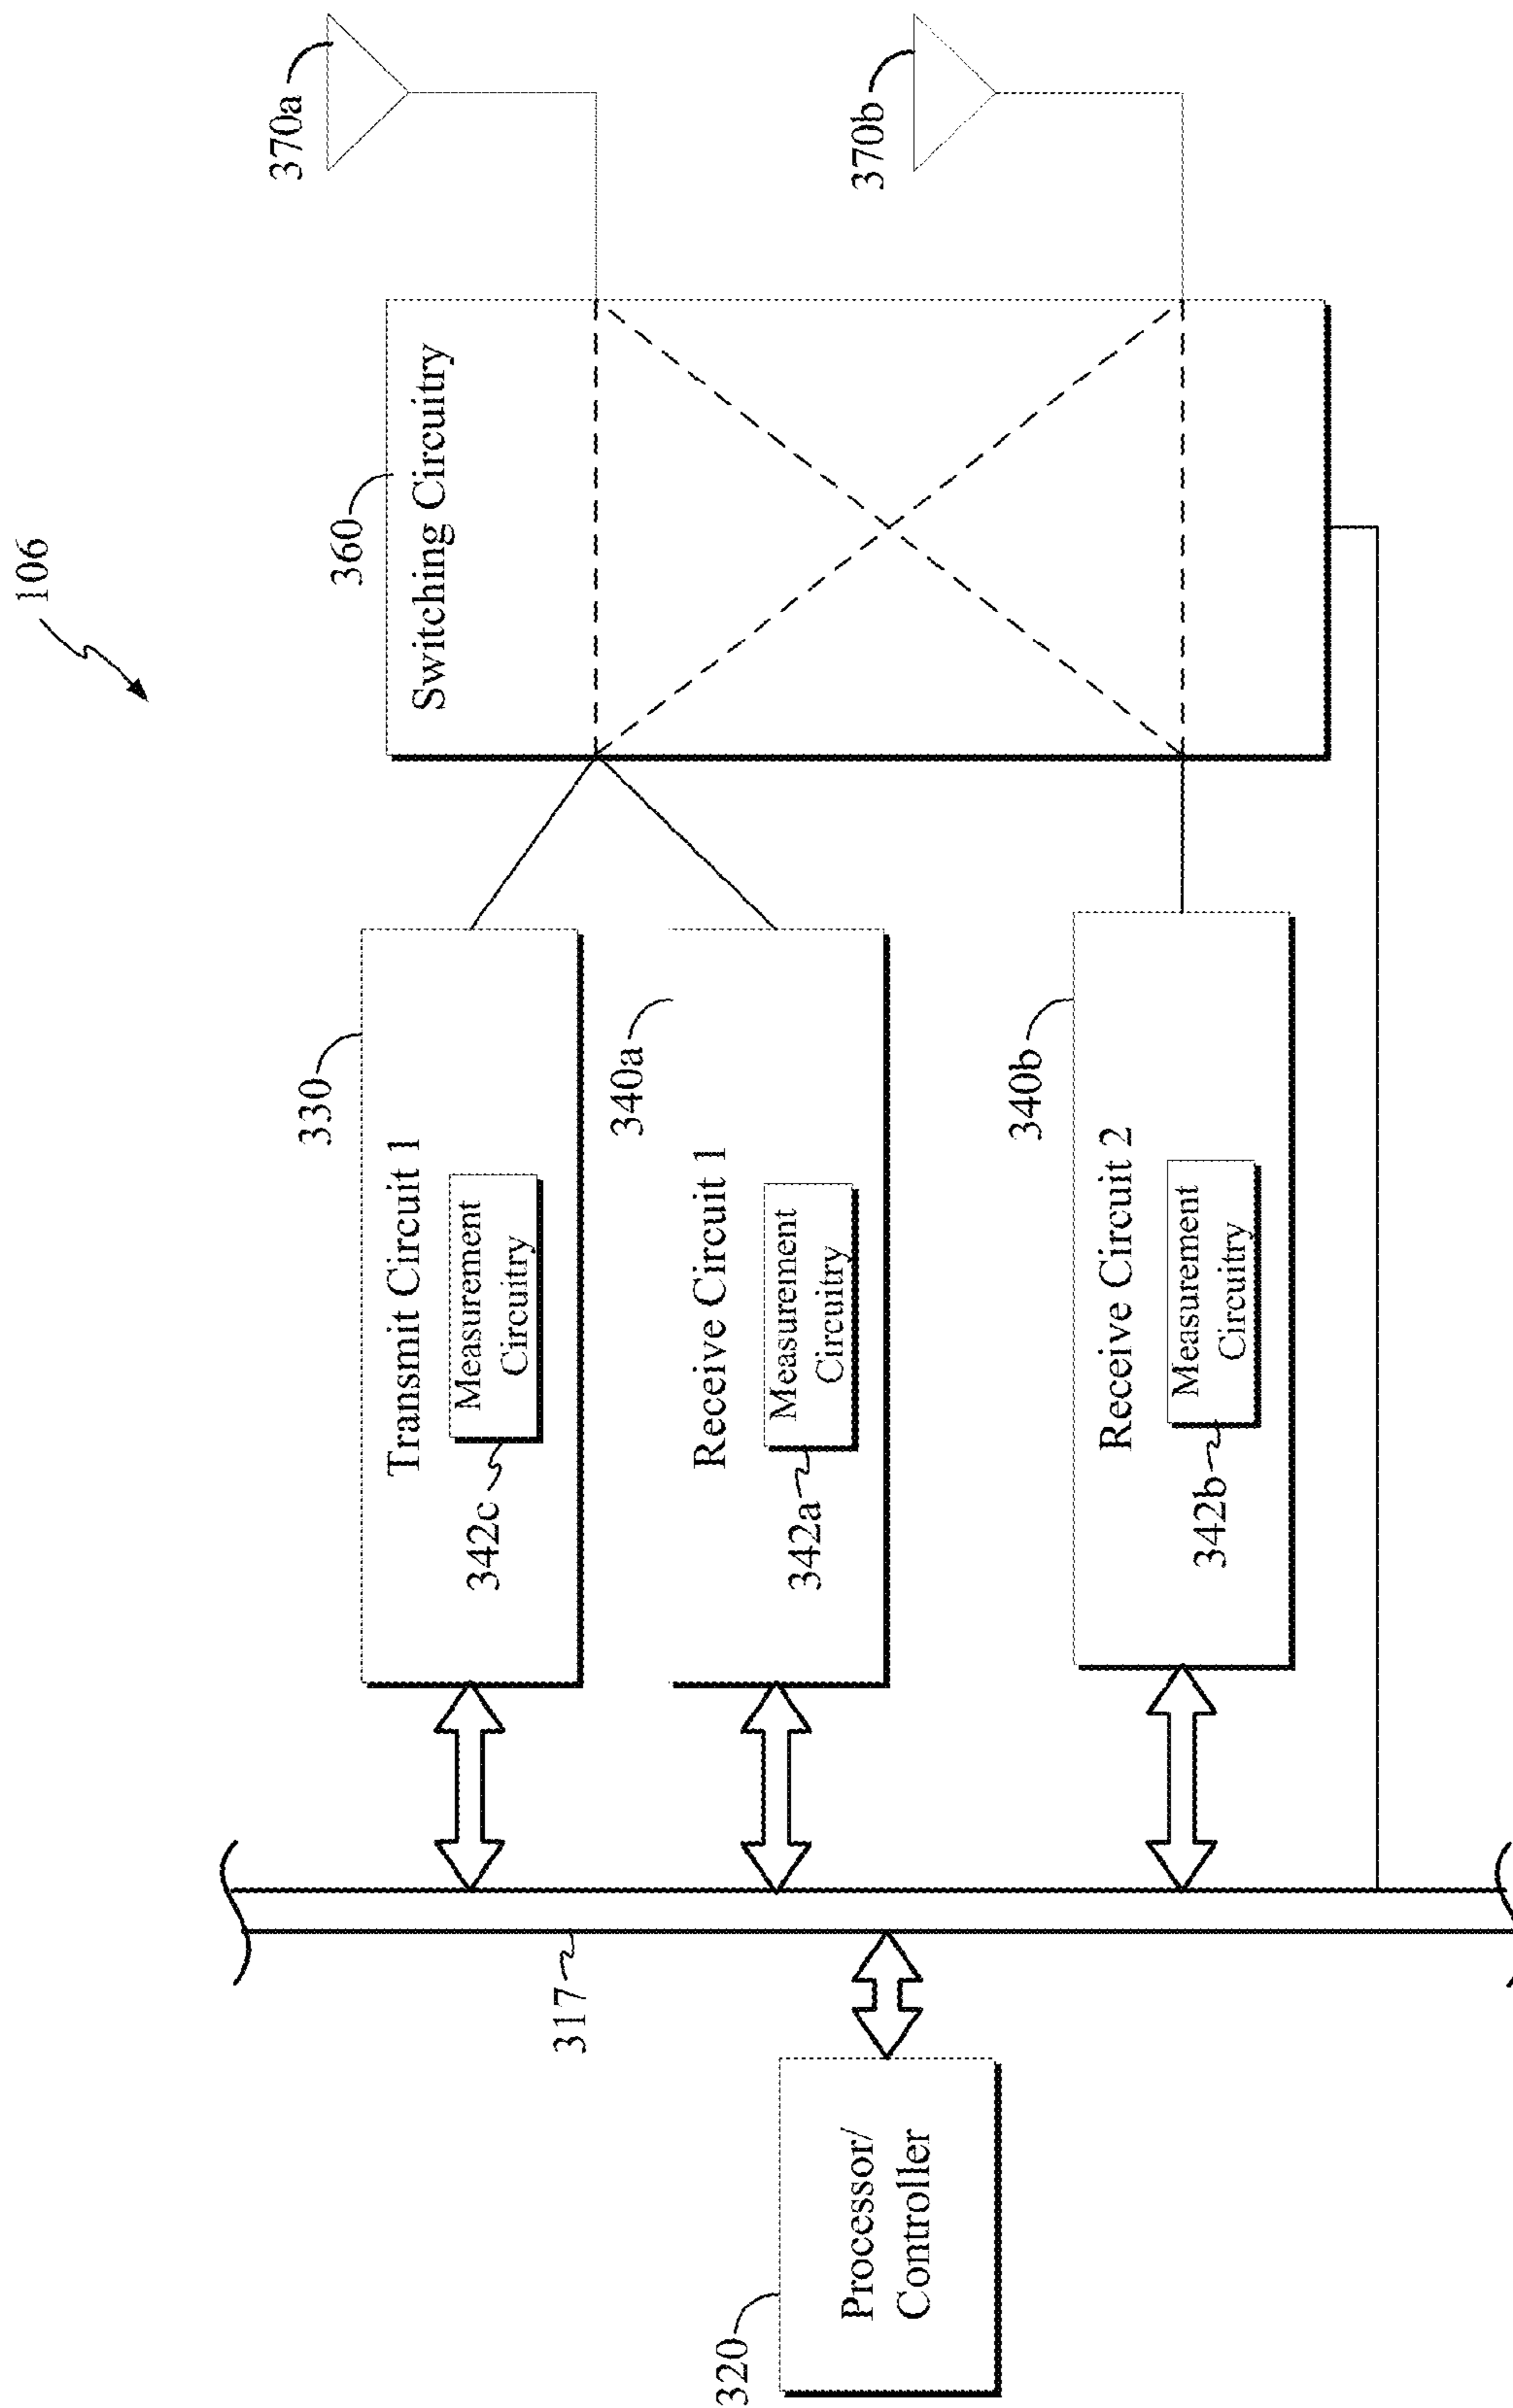 106
320
Processor/
Controller
317
330
Transmit Circuit 1
Measurement
Circuitry
342c
340a
Receive Circuit 1
Measurement
Circuitry
342a
340b
Receive Circuit 2
Measurement
Circuitry
342b
360
Switching Circuitry
370a
370b